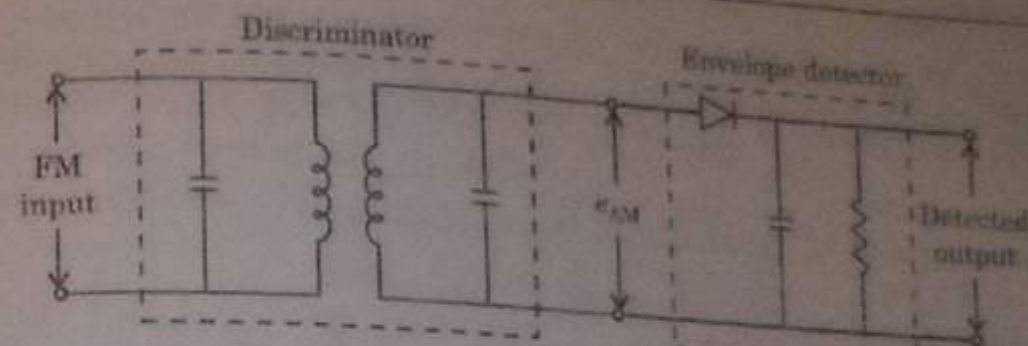 Discriminator
Envelope detector
FM
input
e_AM
Detected
output